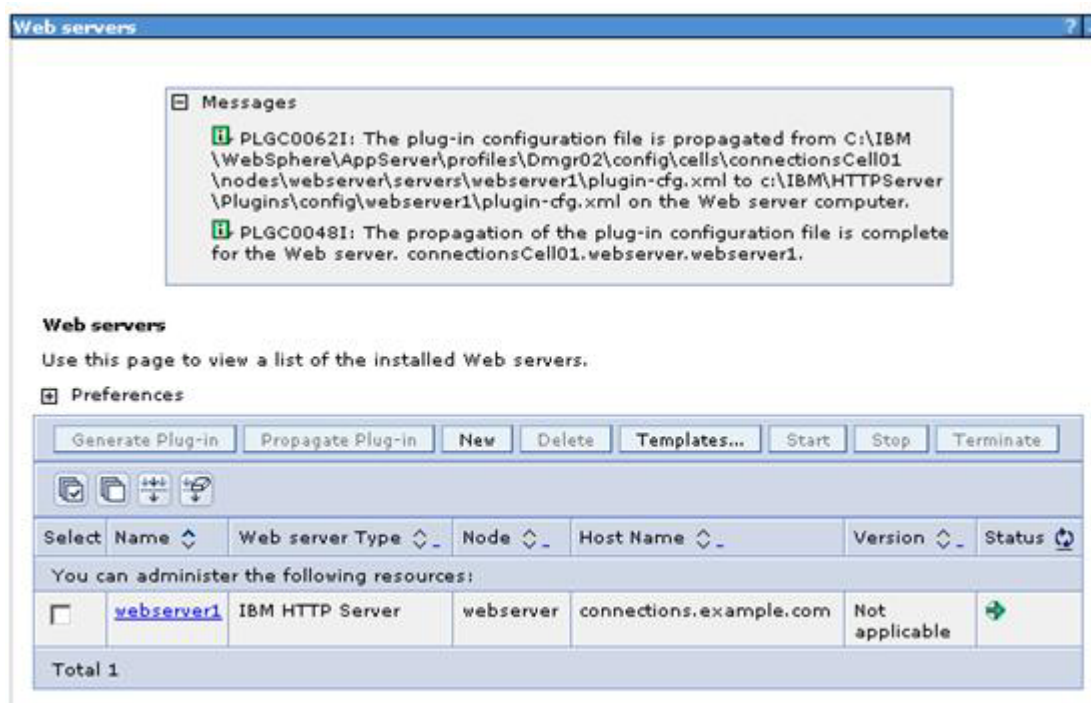 Web servers ?
Messages
PLGC0062I: The plug-in configuration file is propagated from C:\IBM
\WebSphere\AppServer\profiles\Dmgr02\config\cells\connectionsCell01
\nodes\webserver\servers\webserver1\plugin-cfg.xml to c:\IBM\HTTPServer
\Plugins\config\webserver1\plugin-cfg.xml on the Web server computer.
PLGC0048I: The propagation of the plug-in configuration file is complete
for the Web server. connectionsCell01.webserver.webserver1.
Web servers
Use this page to view a list of the installed Web servers.
Preferences
Generate Plug-in Propagate Plug-in New Delete Templates... Start Stop Terminate
Select Name Web server Type Node Host Name Version Status
You can administer the following resources:
webserver1 IBM HTTP Server webserver connections.example.com Not
applicable
Total 1